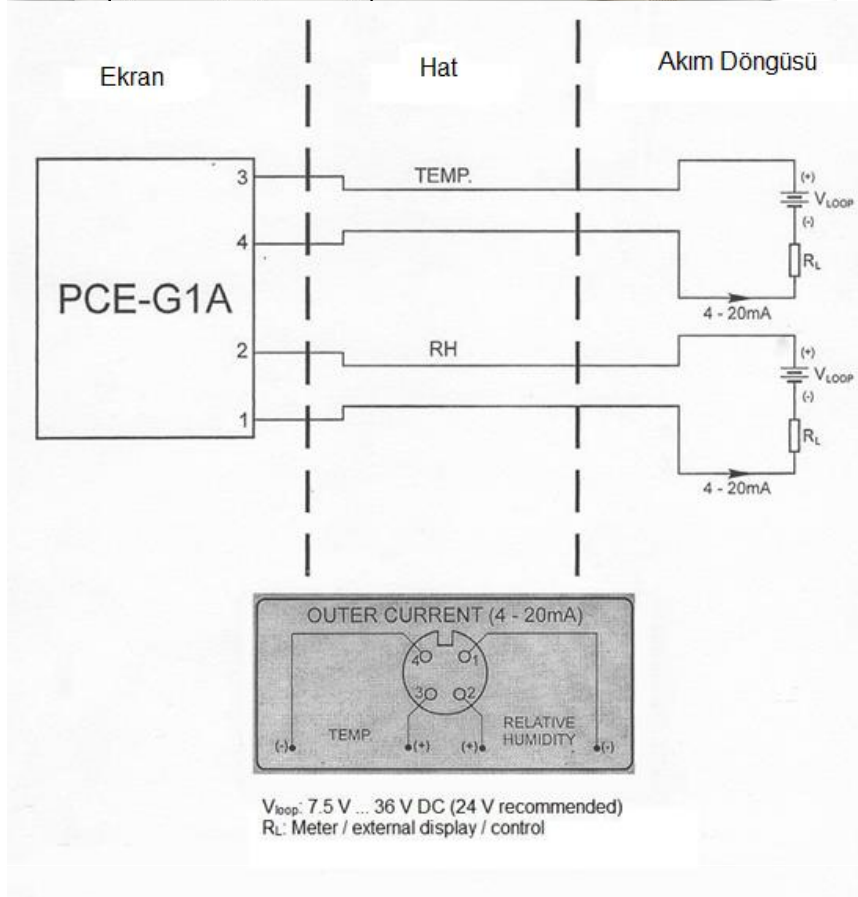 Ekran
Hat
Akım Döngüsü
3
TEMP.
(+)
VLOOP
(-)
4
RL
PCE-G1A
4 - 20mA
2
RH
(+)
VLOOP
(-)
1
RL
4 - 20mA
OUTER CURRENT (4 - 20mA)
4
1
3
2
TEMP.
RELATIVE
HUMIDITY
(-)
(+)
(+)
(-)
Vloop: 7.5 V ... 36 V DC (24 V recommended)
RL: Meter / external display / control